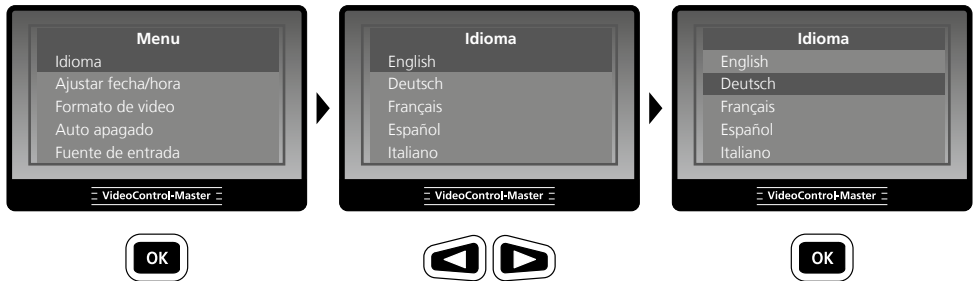 Menu
Idioma
Ajustar fecha/hora
Formato de video
Auto apagado
Fuente de entrada
VideoControl-Master
OK
Idioma
English
Deutsch
Français
Español
Italiano
VideoControl-Master
Idioma
English
Deutsch
Français
Español
Italiano
VideoControl-Master
OK